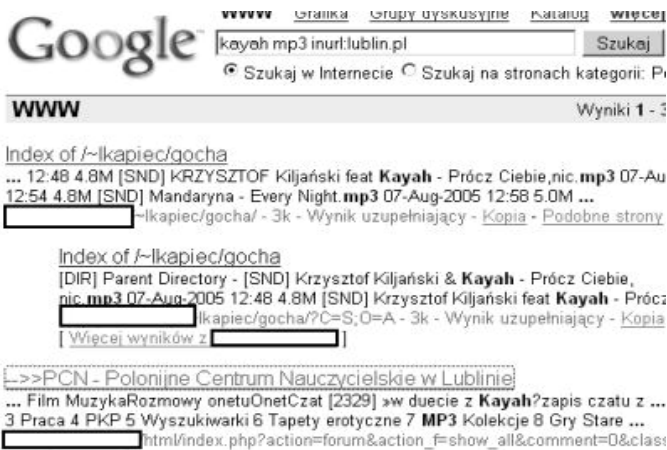 WWW Grafika Grupy dyskusyjne Katalog więcej
Google
kayah mp3 inurl:lublin.pl
Szukaj
Szukaj w Internecie Szukaj na stronach kategorii:
WWW
Wyniki 1 - 3
Index of /~lkapiec/gocha
... 12:48 4.8M [SND] KRZYSZTOF Kiljański feat Kayah - Prócz Ciebie,nic.mp3 07-Au
12:54 4.8M [SND] Mandaryna - Every Night.mp3 07-Aug-2005 12:58 5.0M ...
~lkapiec/gocha/ - 3k - Wynik uzupełniający - Kopia - Podobne strony
Index of /~lkapiec/gocha
[DIR] Parent Directory - [SND] Krzysztof Kiljański & Kayah - Prócz Ciebie,
nic.mp3 07-Aug-2005 12:48 4.8M [SND] Krzysztof Kiljański feat Kayah - Prócz
lkapiec/gocha/?C=S;O=A - 3k - Wynik uzupełniający - Kopia
[ Więcej wyników z ]
-->>PCN - Polonijne Centrum Nauczycielskie w Lublinie
... Film MuzykaRozmowy onetuOnetCzat [2329] »w duecie z Kayah?zapis czatu z ...
3 Praca 4 PKP 5 Wyszukiwarki 6 Tapety erotyczne 7 MP3 Kolekcje 8 Gry Stare ...
/html/index.php?action=forum&action_f=show_all&comment=0&class